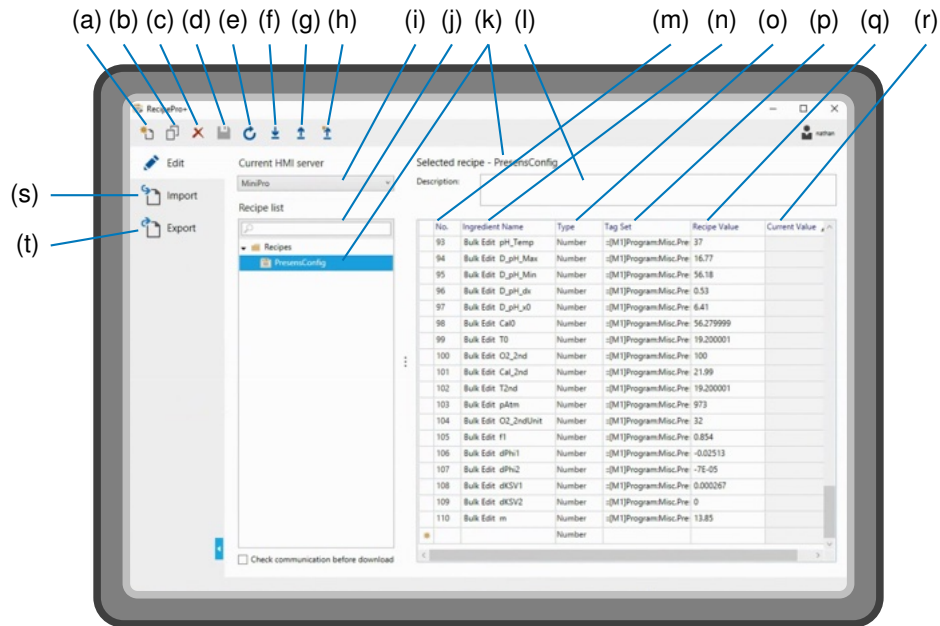 (a) (b) (c) (d) (e) (f) (g) (h) (i) (j) (k) (l) (m) (n) (o) (p) (q) (r)
RecipePro+
nathan
Edit
Current HMI server
Selected recipe - PresensConfig
MiniPro
Description:
(s)
Import
Recipe list
(t)
Export
No. Ingredient Name Type Tag Set Recipe Value Current Value
Recipes
PresensConfig
93 Bulk Edit pH_Temp Number ::[M1]Program:Misc.Pre 37
94 Bulk Edit D_pH_Max Number ::[M1]Program:Misc.Pre 16.77
95 Bulk Edit D_pH_Min Number ::[M1]Program:Misc.Pre 56.18
96 Bulk Edit D_pH_dx Number ::[M1]Program:Misc.Pre 0.53
97 Bulk Edit D_pH_x0 Number ::[M1]Program:Misc.Pre 6.41
98 Bulk Edit Cal0 Number ::[M1]Program:Misc.Pre 56.279999
99 Bulk Edit T0 Number ::[M1]Program:Misc.Pre 19.200001
100 Bulk Edit O2_2nd Number ::[M1]Program:Misc.Pre 100
101 Bulk Edit Cal_2nd Number ::[M1]Program:Misc.Pre 21.99
102 Bulk Edit T2nd Number ::[M1]Program:Misc.Pre 19.200001
103 Bulk Edit pAtm Number ::[M1]Program:Misc.Pre 973
104 Bulk Edit O2_2ndUnit Number ::[M1]Program:Misc.Pre 32
105 Bulk Edit f1 Number ::[M1]Program:Misc.Pre 0.854
106 Bulk Edit dPhi1 Number ::[M1]Program:Misc.Pre -0.02513
107 Bulk Edit dPhi2 Number ::[M1]Program:Misc.Pre -7E-05
108 Bulk Edit dKSV1 Number ::[M1]Program:Misc.Pre 0.000267
109 Bulk Edit dKSV2 Number ::[M1]Program:Misc.Pre 0
110 Bulk Edit m Number ::[M1]Program:Misc.Pre 13.85
Number
Check communication before download